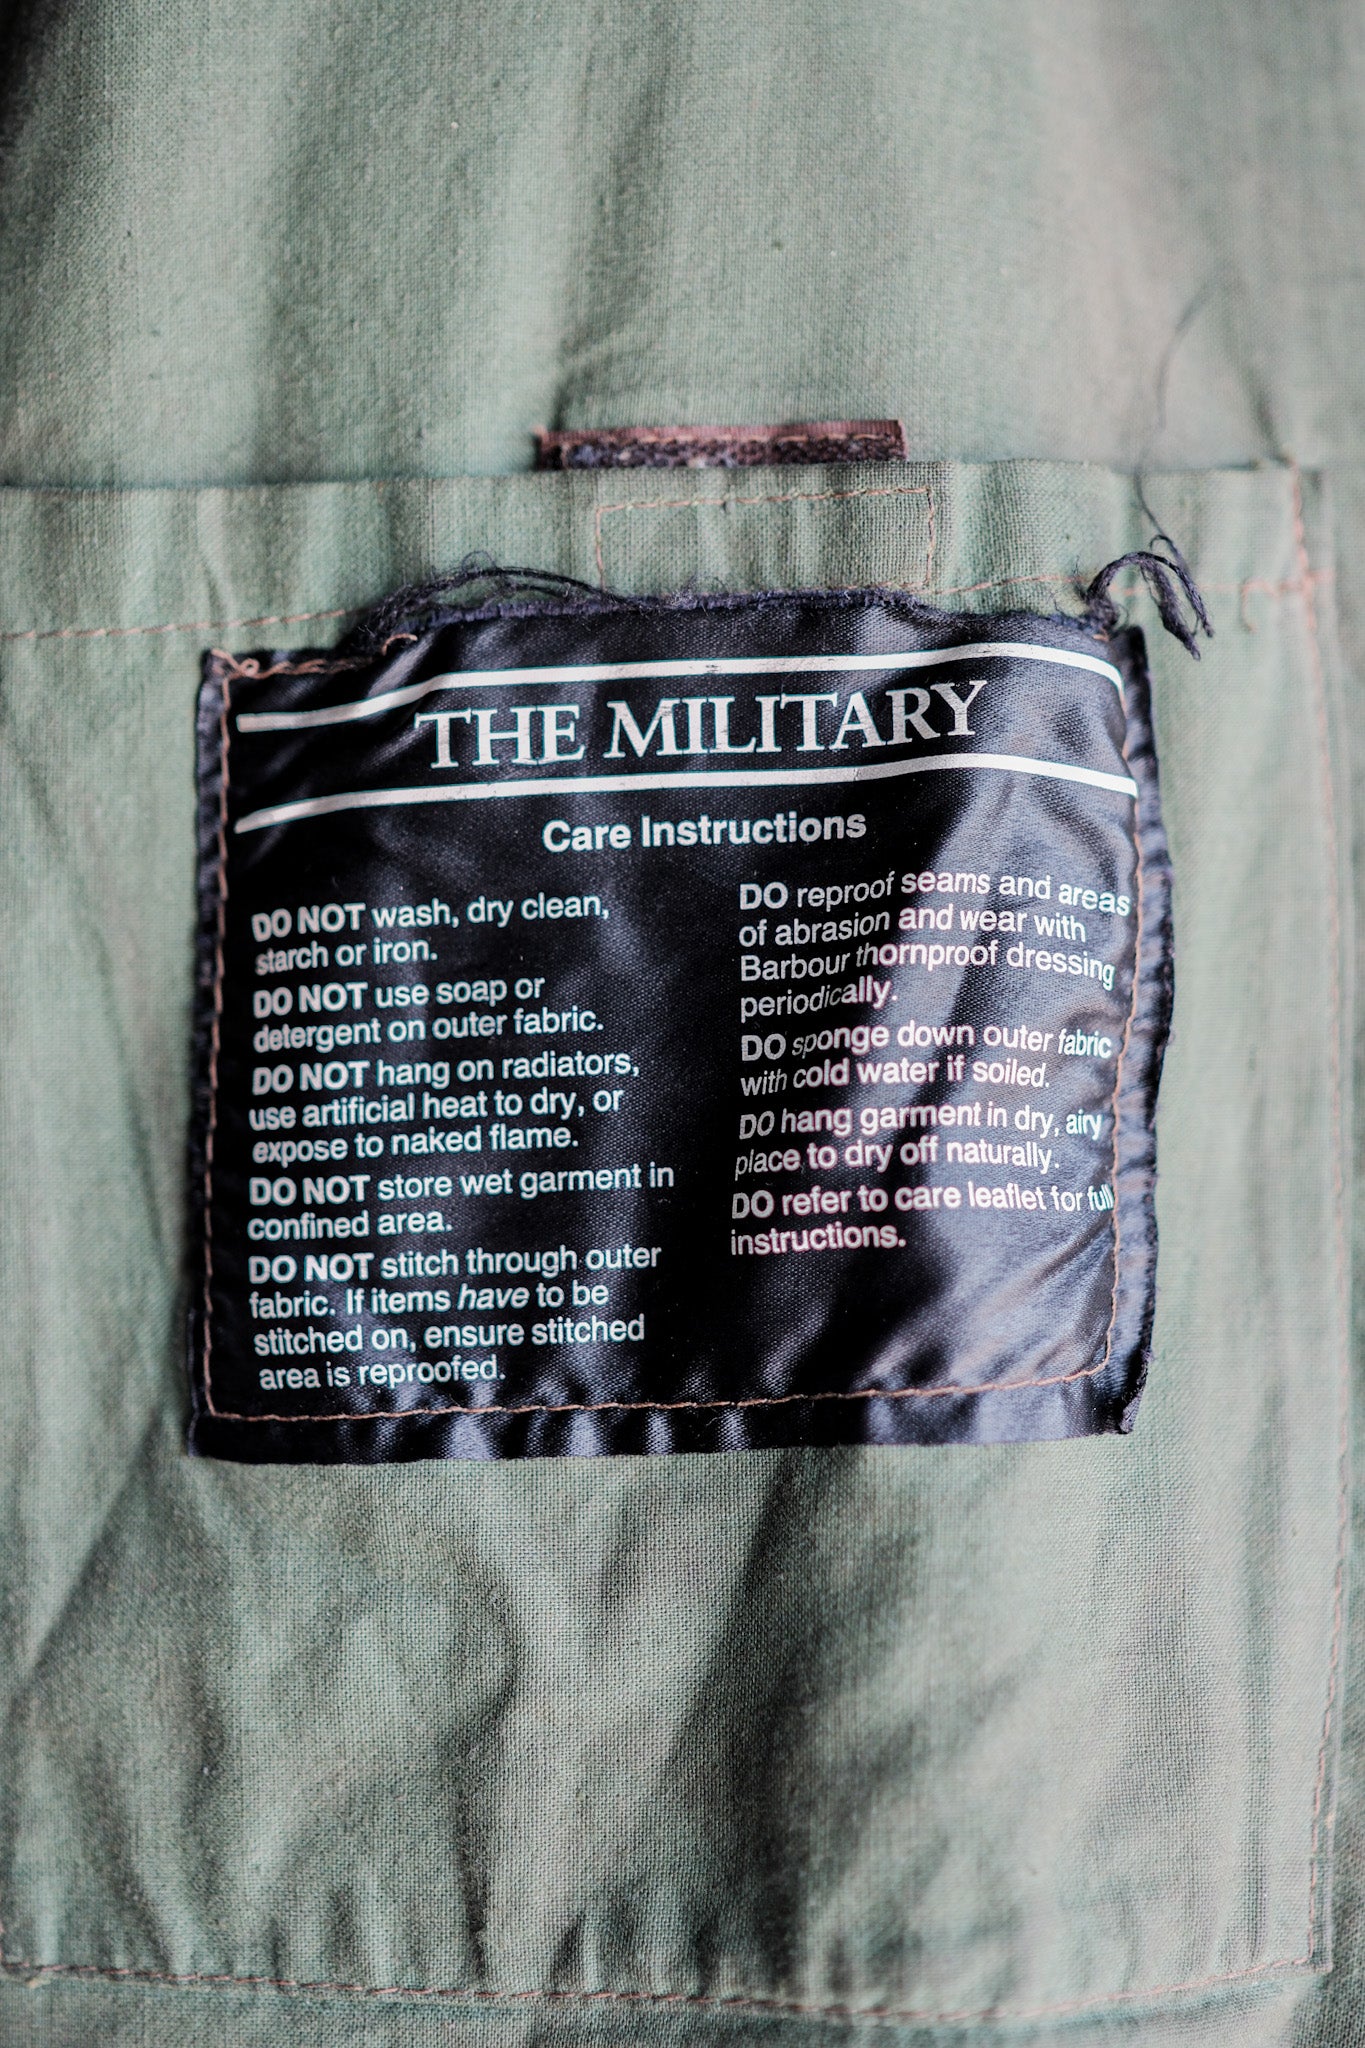 THE MILITARY
Care Instructions
DO NOT wash, dry clean,
starch or iron.
DO NOT use soap or
detergent on outer fabric.
DO NOT hang on radiators,
use artificial heat to dry, or
expose to naked flame.
DO NOT store wet garment in
confined area.
DO NOT stitch through outer
fabric. If items have to be
stitched on, ensure stitched
area is reproofed.
DO reproof seams and areas
of abrasion and wear with
Barbour thornproof dressing
periodically.
DO sponge down outer fabric
with cold water if soiled.
DO hang garment in dry, airy
place to dry off naturally.
DO refer to care leaflet for full
instructions.